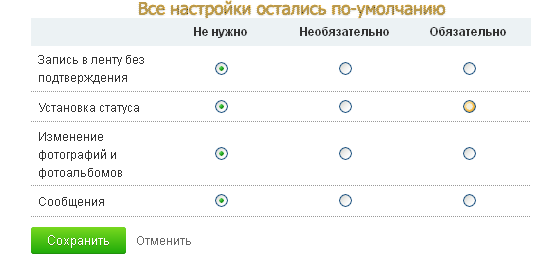 Все настройки остались по-умолчанию
Не нужно Необязательно Обязательно
Запись в ленту без
подтверждения
Установка статуса
Изменение
фотографий и
фотоальбомов
Сообщения
Сохранить Отменить